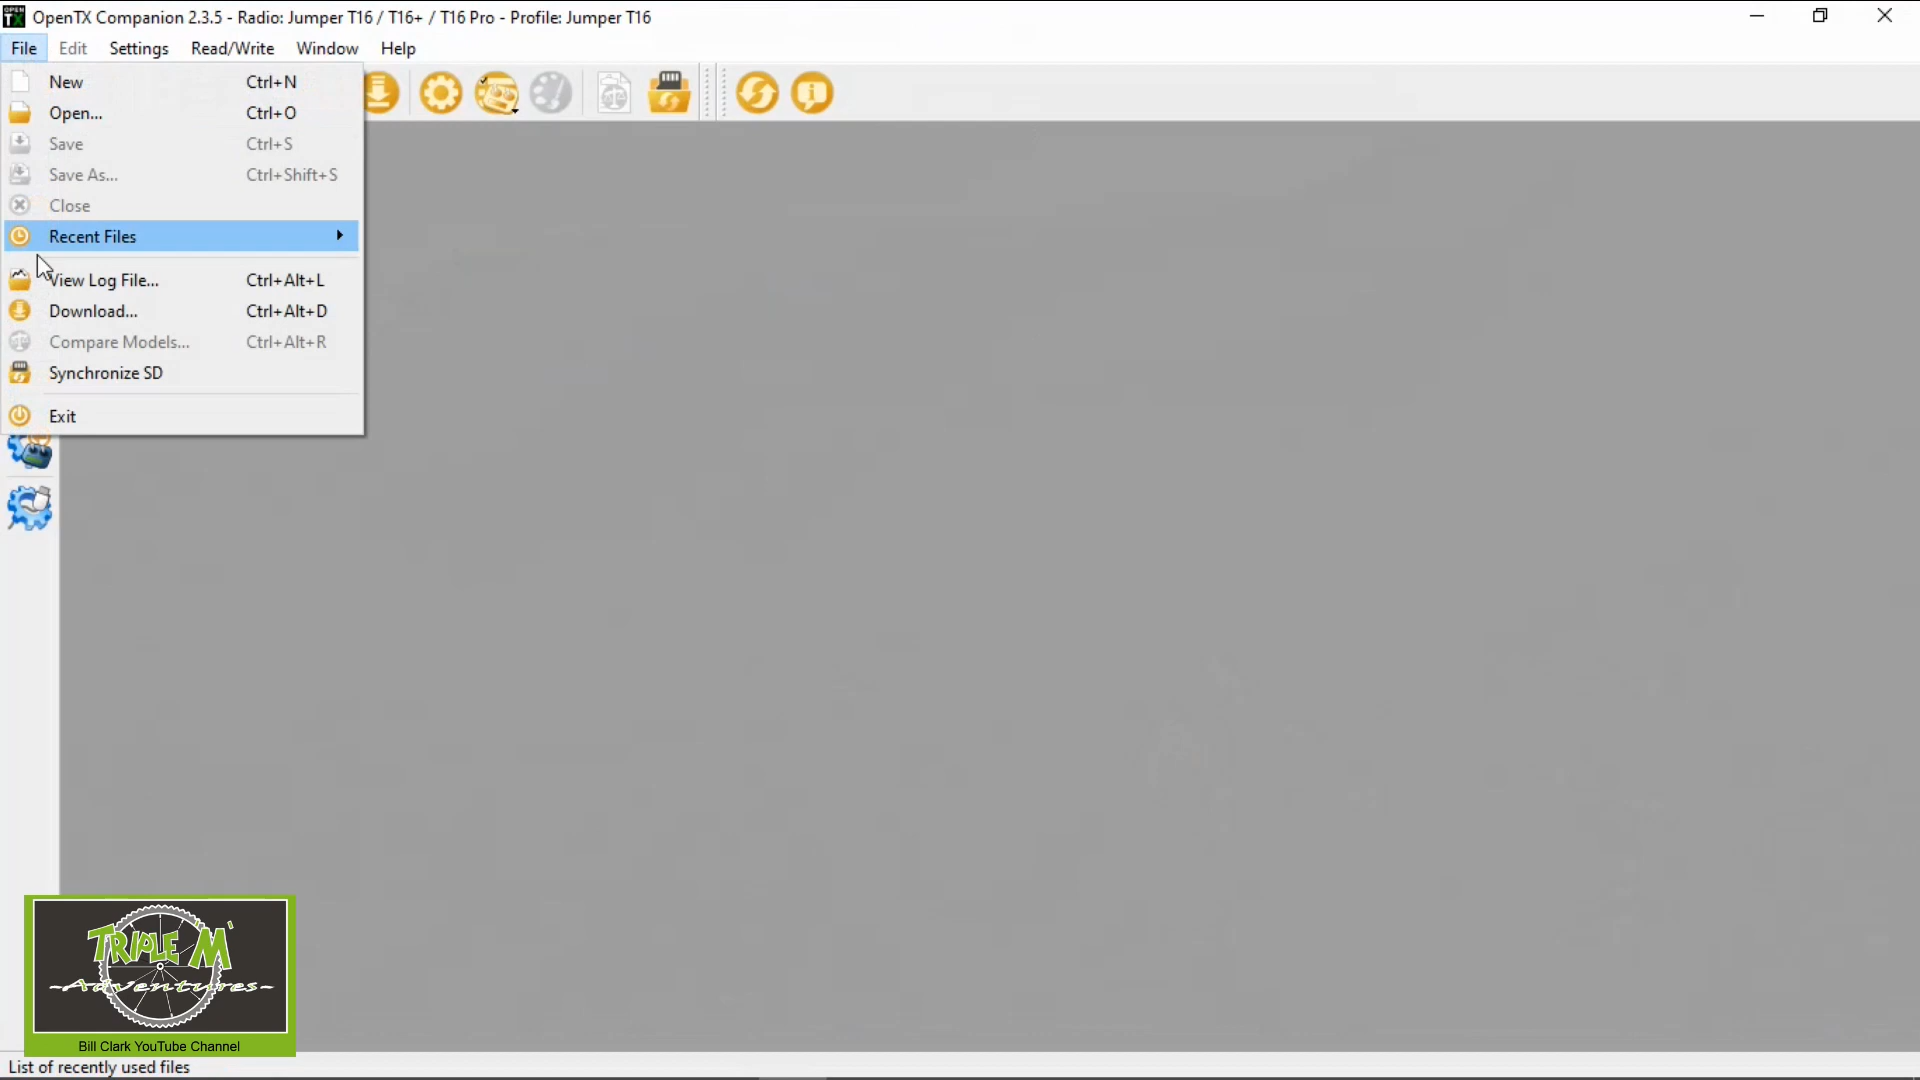 OpenTX Companion 2.3.5 - Radio: Jumper T16 / T16+ / T16 Pro - Profile: Jumper T16
File Edit Settings Read/Write Window Help
New Ctrl+N
Open... Ctrl+O
Save Ctrl+S
Save As... Ctrl+Shift+S
Close
Recent Files
View Log File... Ctrl+Alt+L
Download... Ctrl+Alt+D
Compare Models... Ctrl+Alt+R
Synchronize SD
Exit
TRIPLE M'
-Adventures-
Bill Clark YouTube Channel
List of recently used files